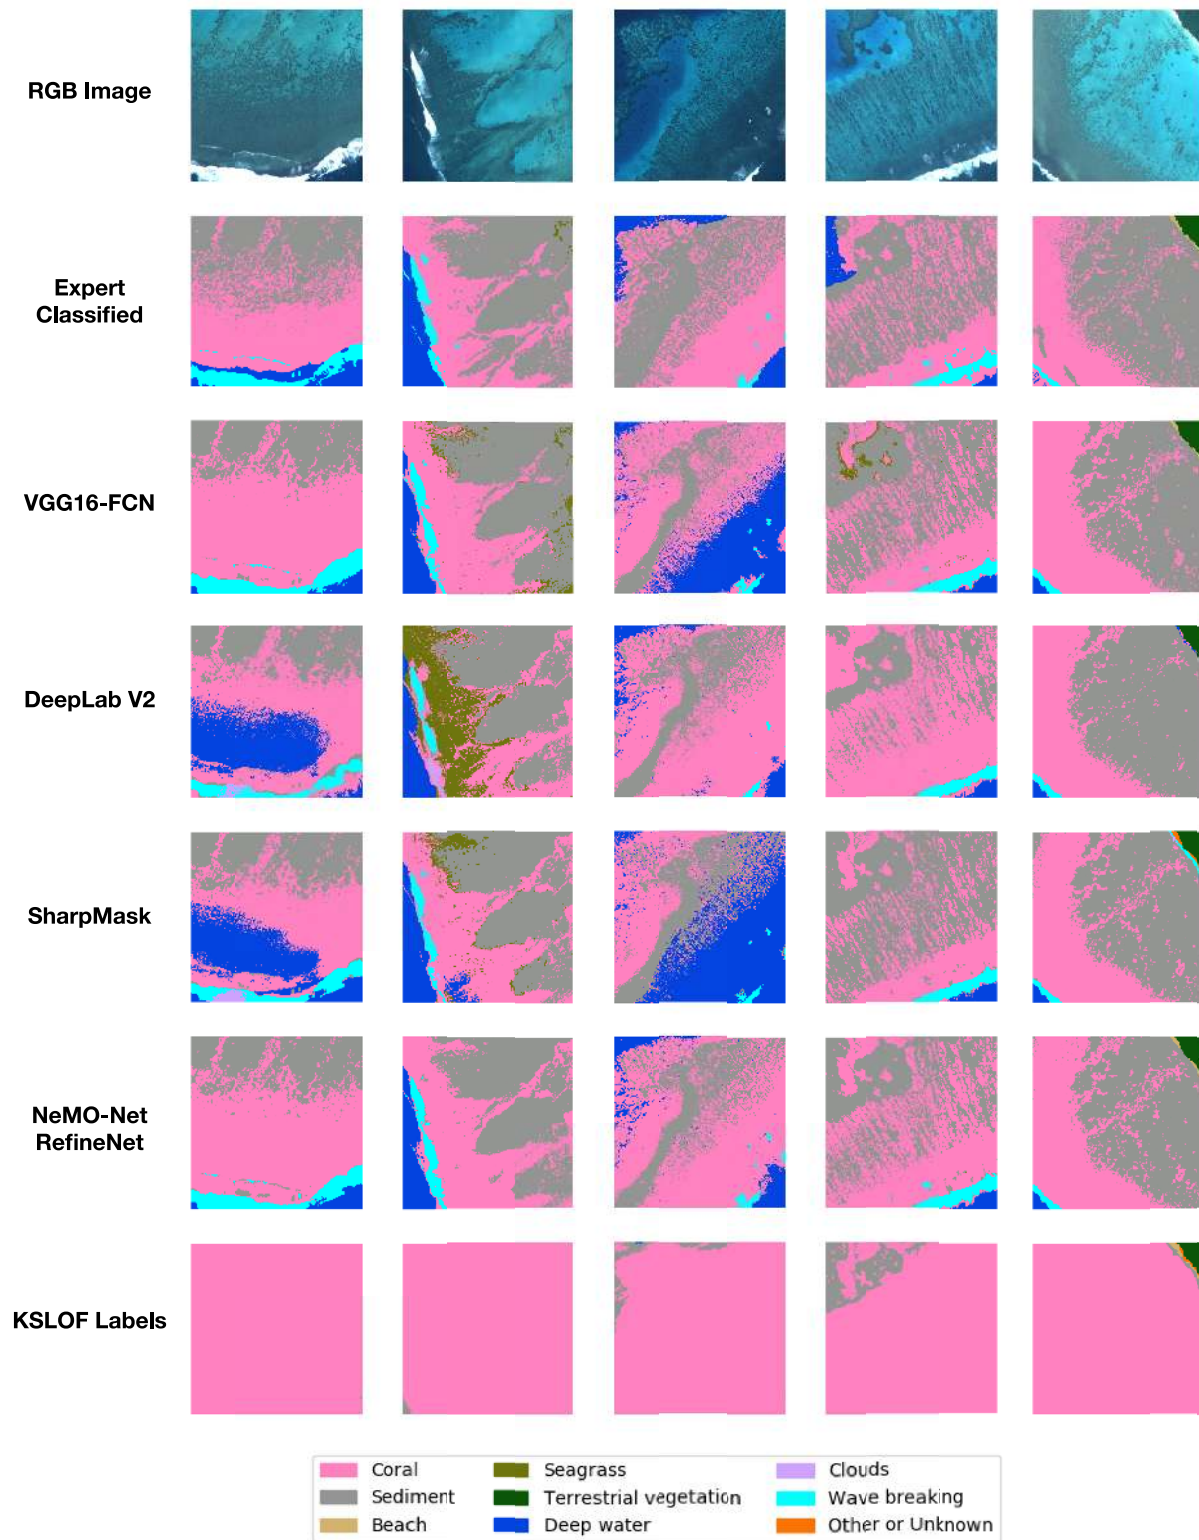 RGB Image
Expert
Classified
VGG16-FCN
DeepLab V2
SharpMask
NeMO-Net
RefineNet
KSLOF Labels
Coral
Seagrass
Clouds
Sediment
Terrestrial vegetation
Wave breaking
Beach
Deep water
Other or Unknown